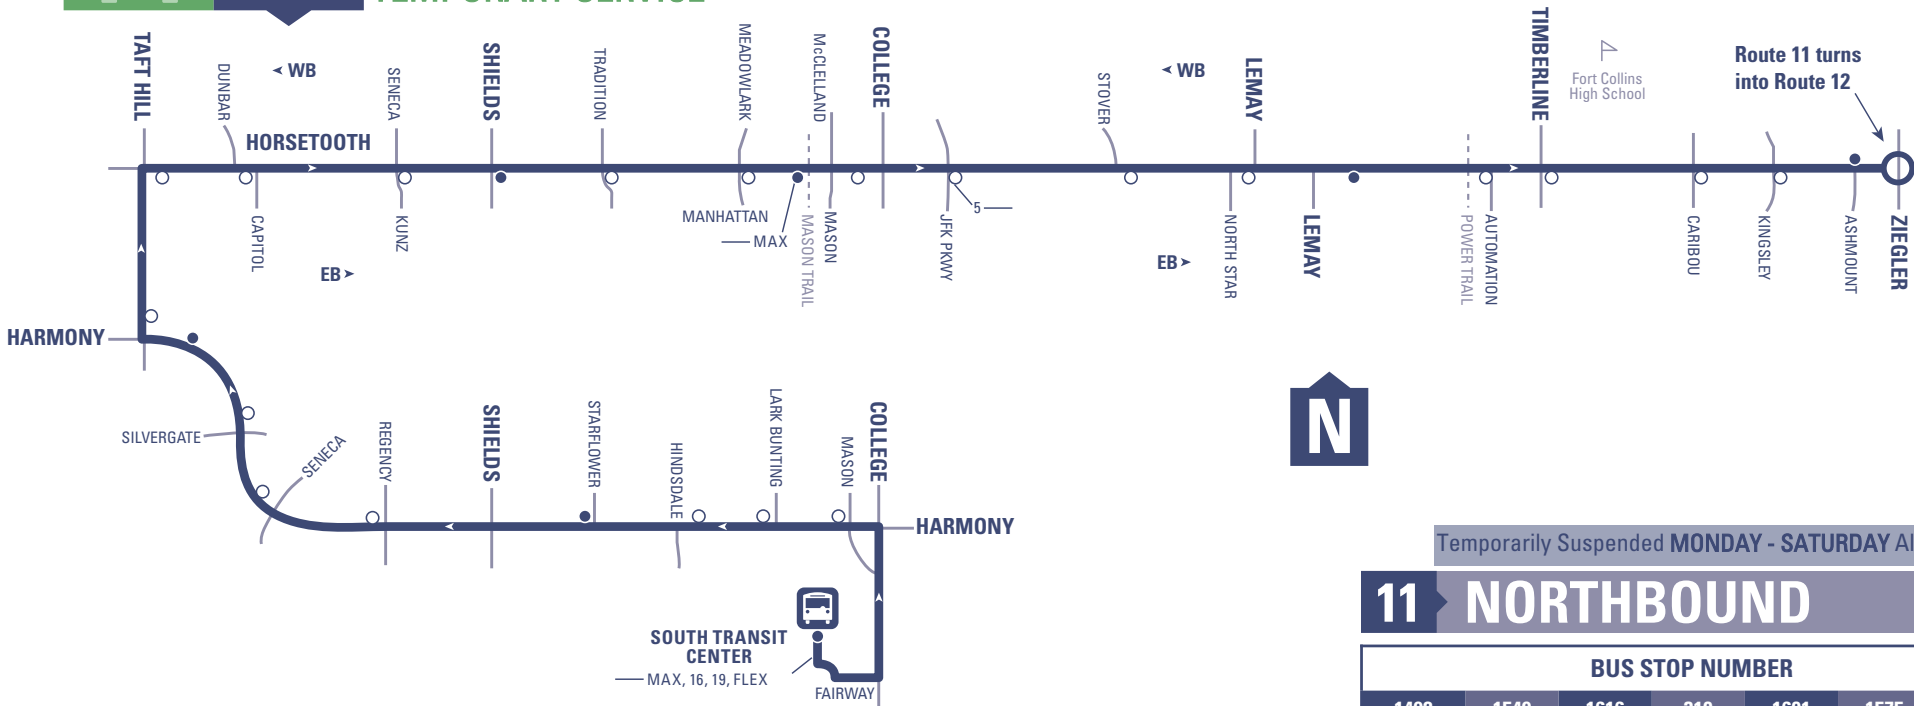 TEMPORARY SERVICE
TAFT HILL
DUNBAR
◄ WB
SENECA
SHIELDS
TRADITION
MEADOWLARK
McCLELLAND
COLLEGE
STOVER
◄ WB
LEMAY
TIMBERLINE
Fort Collins
High School
Route 11 turns
into Route 12
HORSETOOTH
CAPITOL
KUNZ
EB ►
MANHATTAN
MAX
MASON TRAIL
MASON
JFK PKWY
5
EB ►
NORTH STAR
LEMAY
POWER TRAIL
AUTOMATION
CARIBOU
KINGSLEY
ASHMOUNT
ZIEGLER
HARMONY
SILVERGATE
SENECA
REGENCY
SHIELDS
STARFLOWER
HINDSDALE
LARK BUNTING
MASON
COLLEGE
HARMONY
N
SOUTH TRANSIT
CENTER
MAX, 16, 19, FLEX
FAIRWAY
Temporarily Suspended MONDAY - SATURDAY
11 NORTHBOUND
BUS STOP NUMBER